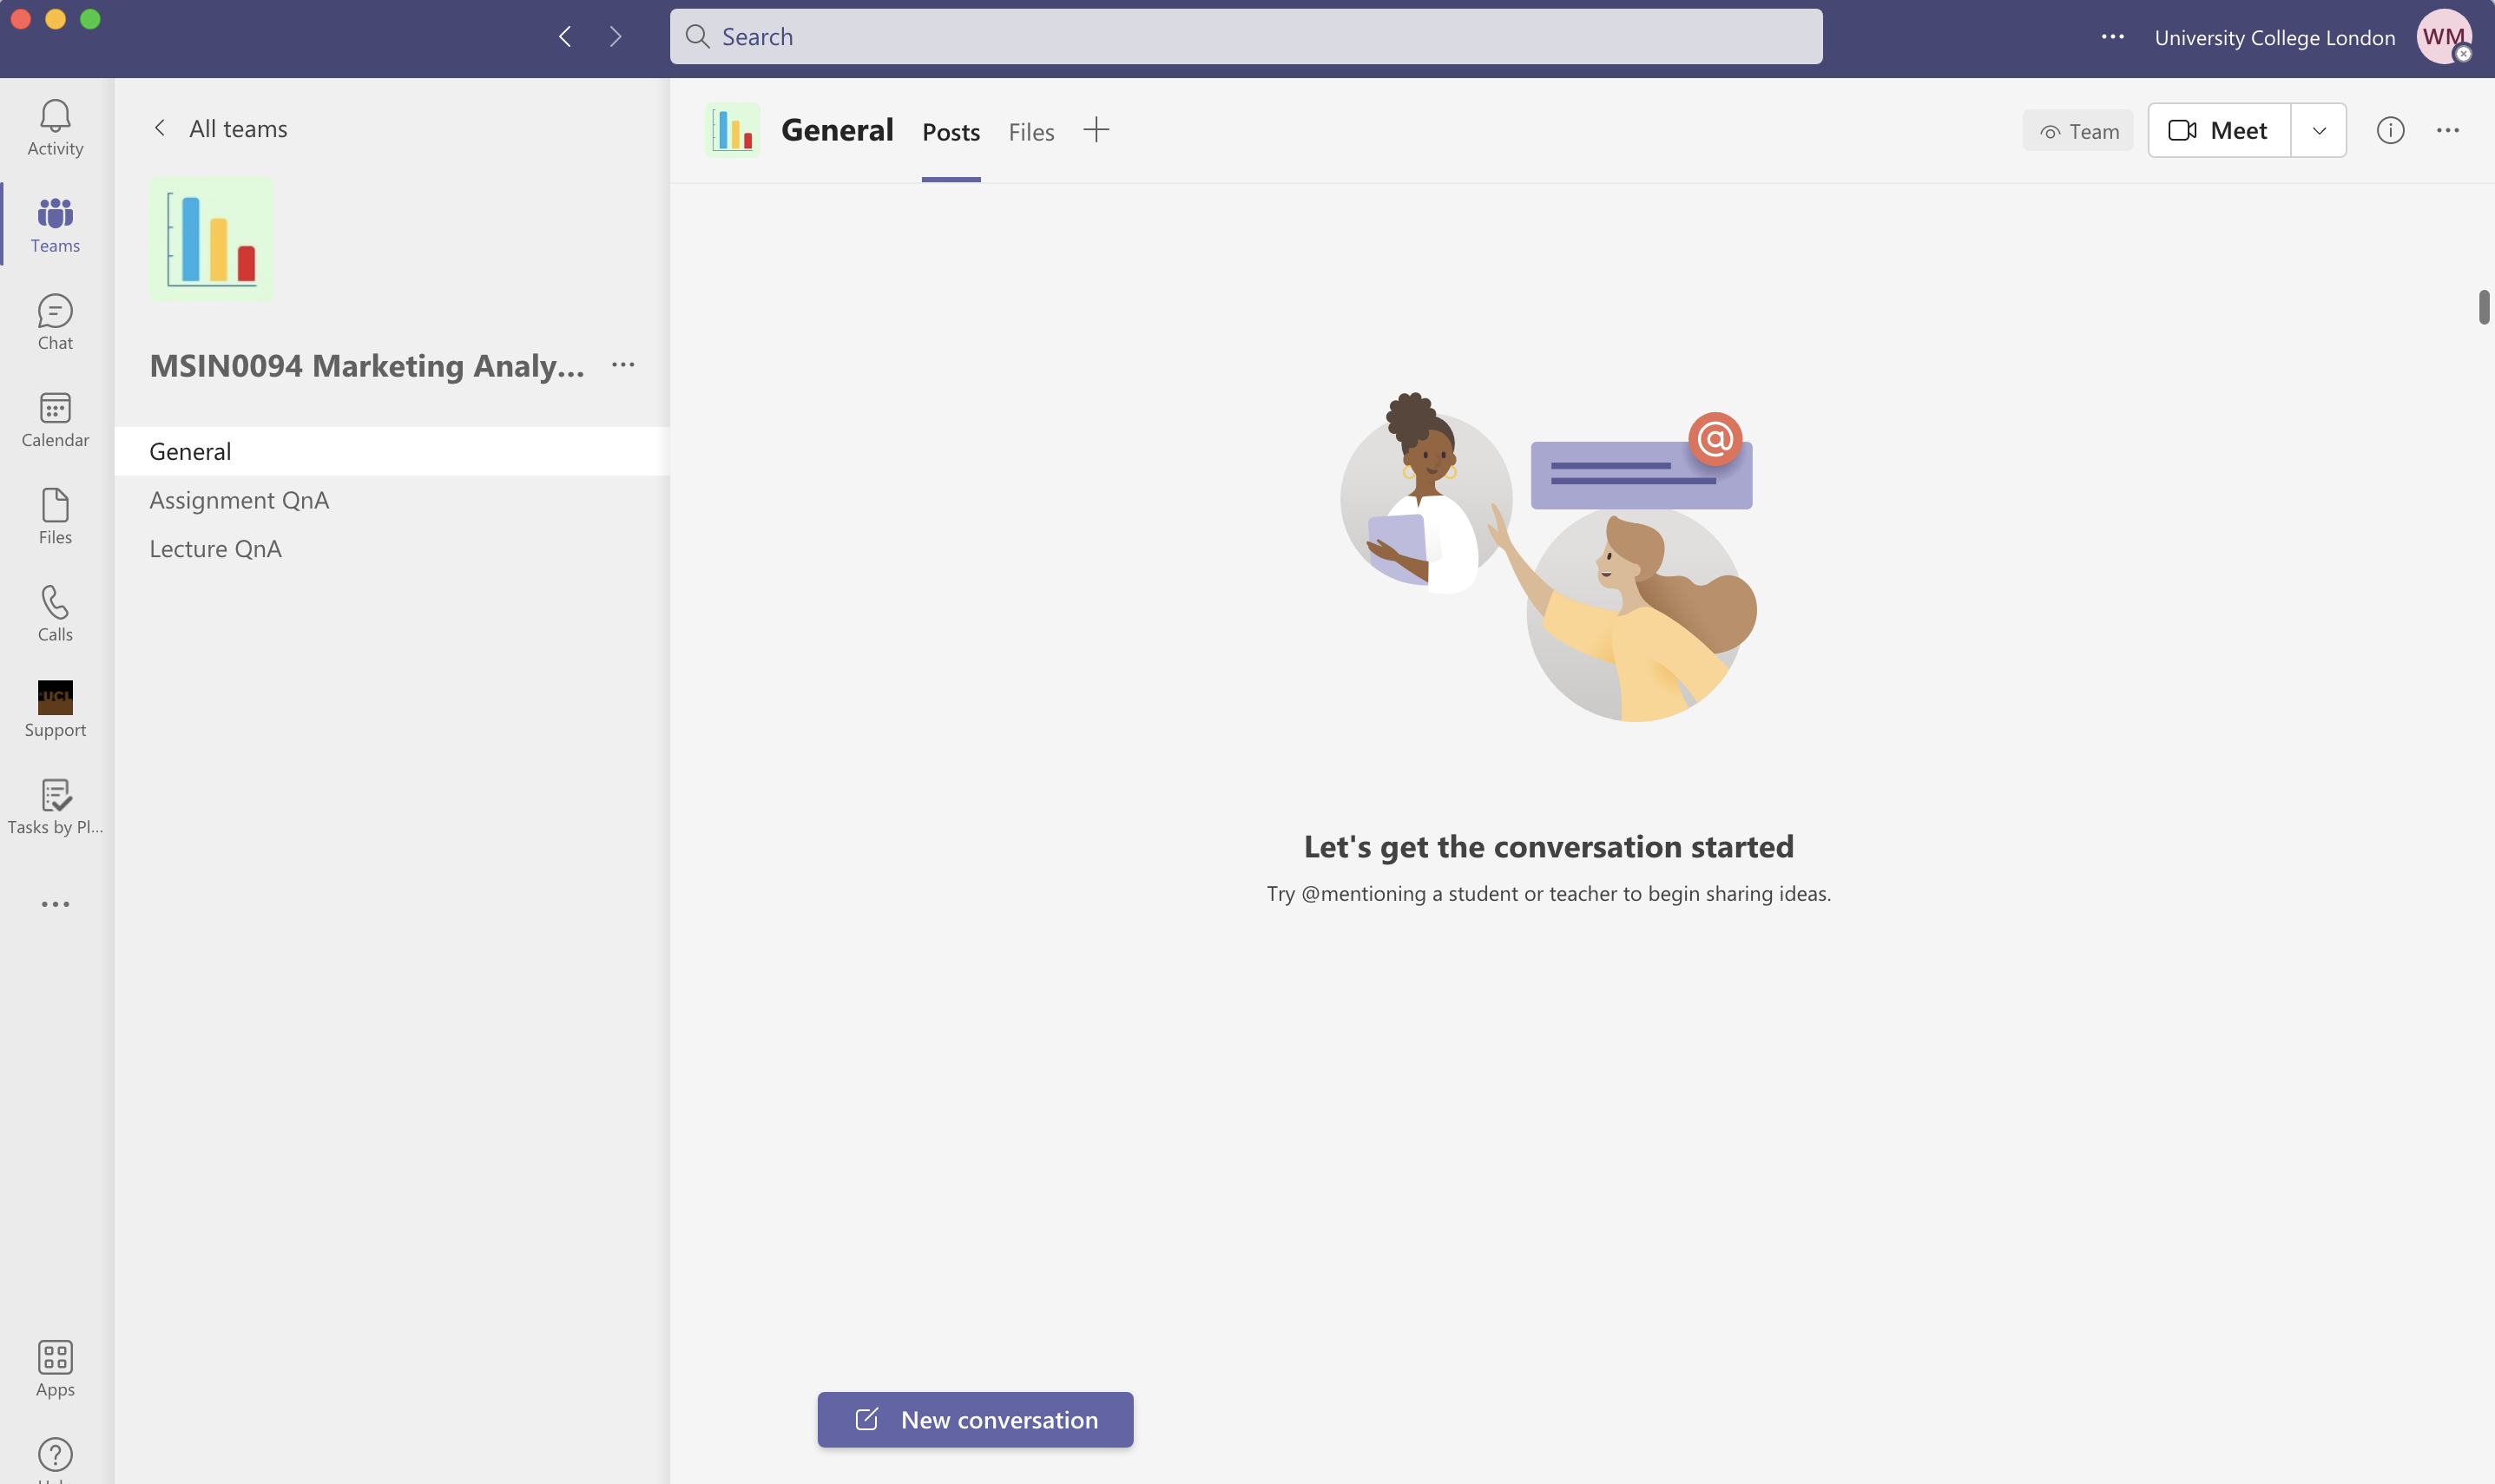 Search
University College London
WM
Activity
Teams
Chat
Calendar
Files
Calls
UCL
Support
Tasks by Pl...
Apps
All teams
MSIN0094 Marketing Analy...
General
Assignment QnA
Lecture QnA
General
Posts
Files
Team
Meet
@
Let's get the conversation started
Try @mentioning a student or teacher to begin sharing ideas.
New conversation